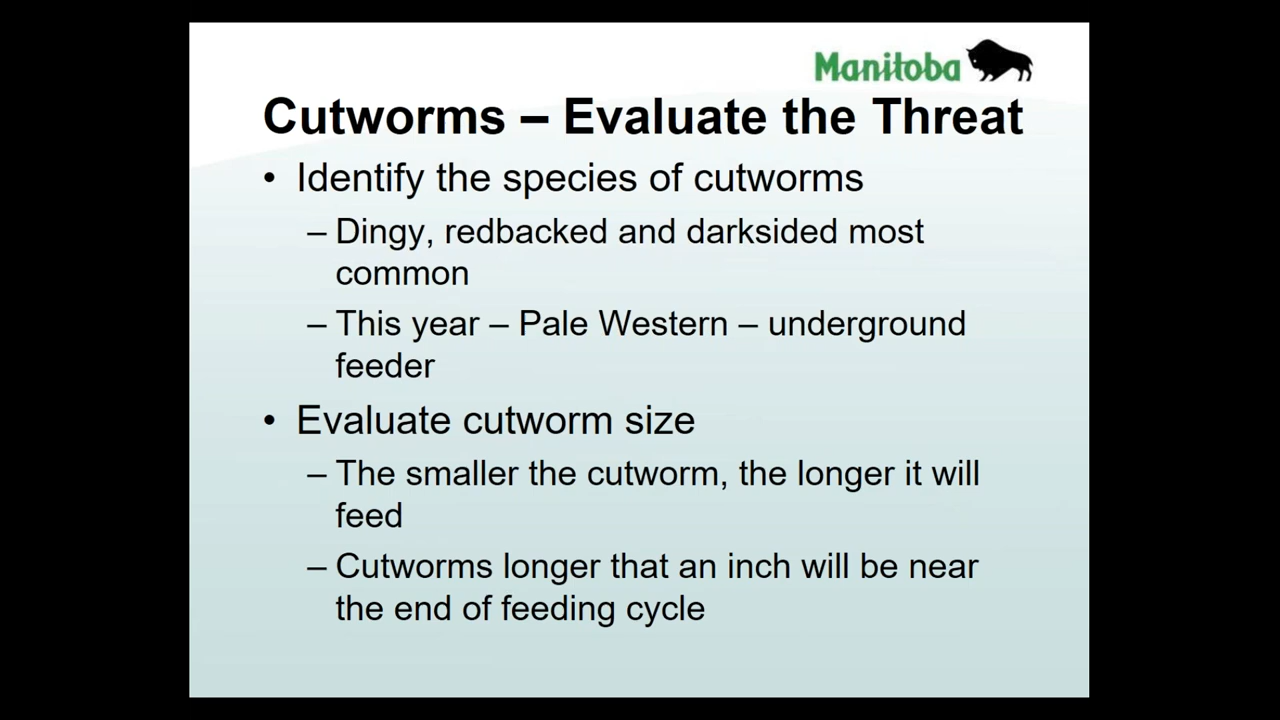 Manitoba
Cutworms – Evaluate the Threat
• Identify the species of cutworms
– Dingy, redbacked and darksided most
common
– This year – Pale Western – underground
feeder
• Evaluate cutworm size
– The smaller the cutworm, the longer it will
feed
– Cutworms longer that an inch will be near
the end of feeding cycle